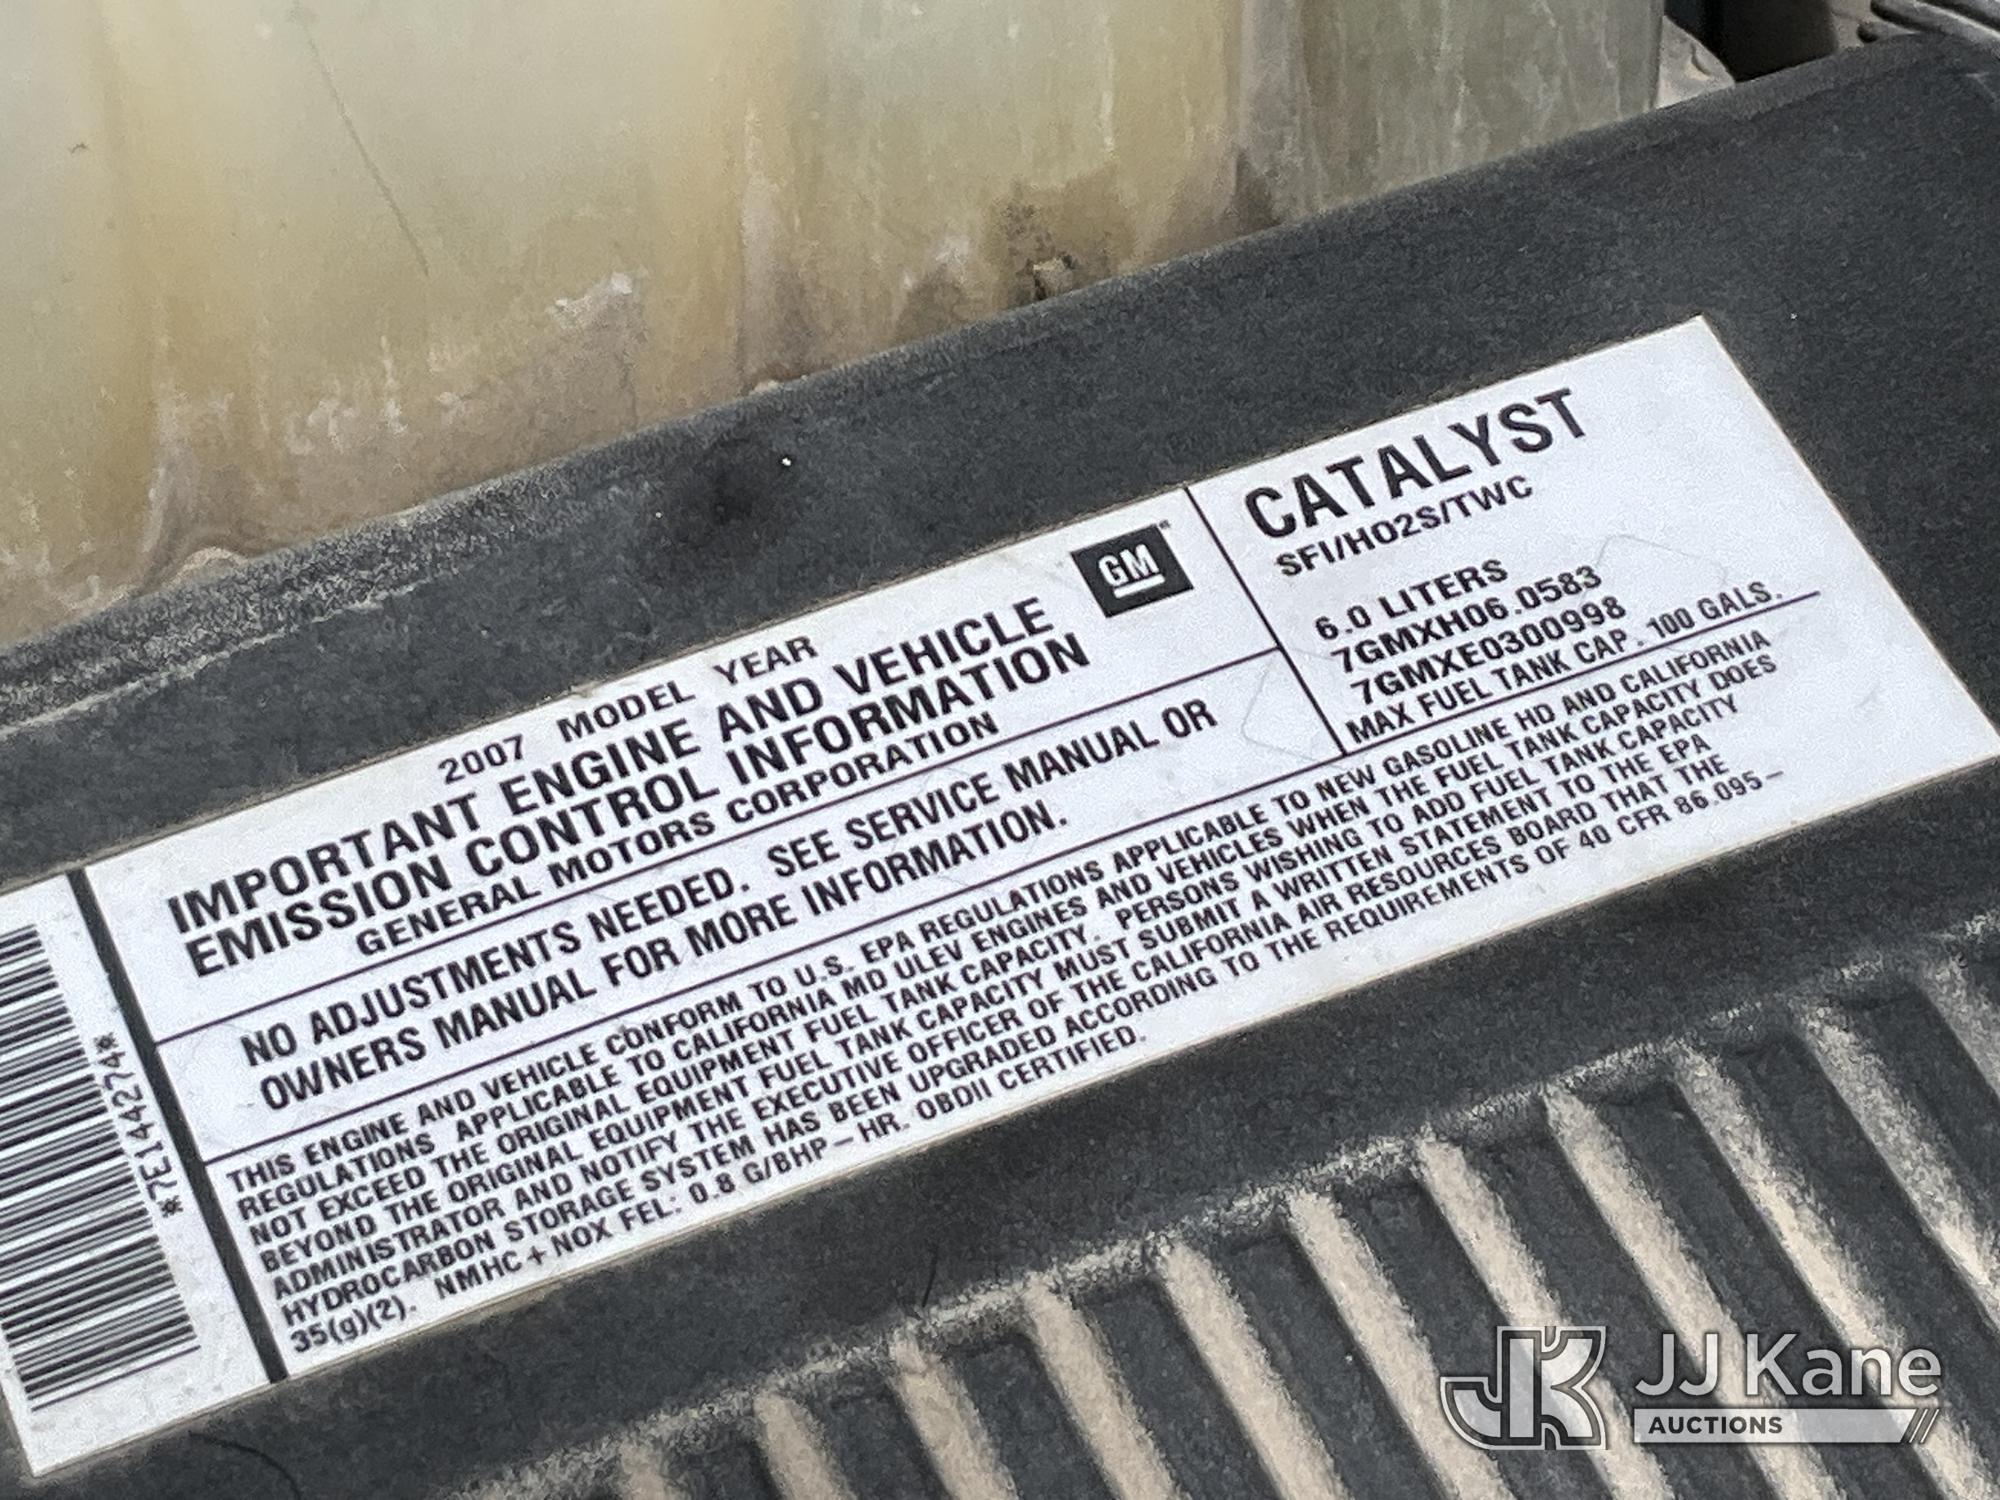 2007 MODEL YEAR
IMPORTANT ENGINE AND VEHICLE
EMISSION CONTROL INFORMATION
GENERAL MOTORS CORPORATION
GM
NO ADJUSTMENTS NEEDED. SEE SERVICE MANUAL OR
OWNERS MANUAL FOR MORE INFORMATION.
CATALYST
SFI/HO2S/TWC
6.0 LITERS
7GMXH06.0583
7GMXE0300998
MAX FUEL TANK CAP. 100 GALS.
THIS ENGINE AND VEHICLE CONFORM TO U.S. EPA REGULATIONS APPLICABLE TO NEW GASOLINE HD AND CALIFORNIA
REGULATIONS APPLICABLE TO CALIFORNIA MD ULEV ENGINES AND VEHICLES WHEN THE FUEL TANK CAPACITY DOES
NOT EXCEED THE ORIGINAL EQUIPMENT FUEL TANK CAPACITY. PERSONS WISHING TO ADD FUEL TANK CAPACITY
BEYOND THE ORIGINAL EQUIPMENT FUEL TANK CAPACITY MUST SUBMIT A WRITTEN STATEMENT TO THE EPA
ADMINISTRATOR AND NOTIFY THE EXECUTIVE OFFICER OF THE CALIFORNIA AIR RESOURCES BOARD THAT THE
HYDROCARBON STORAGE SYSTEM HAS BEEN UPGRADED ACCORDING TO THE REQUIREMENTS OF 40 CFR 86.095–
35(g)(2). NMHC + NOX FEL: 0.8 G/BHP–HR. OBDII CERTIFIED.
*7E3144274*
JK JJ Kane
AUCTIONS